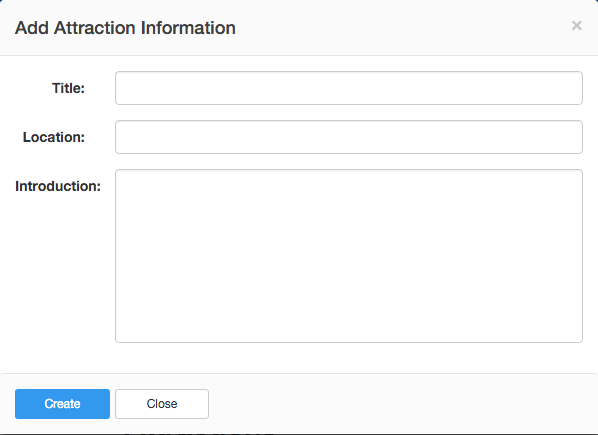 Add Attraction Information ×
Title:
Location:
Introduction:
Create Close